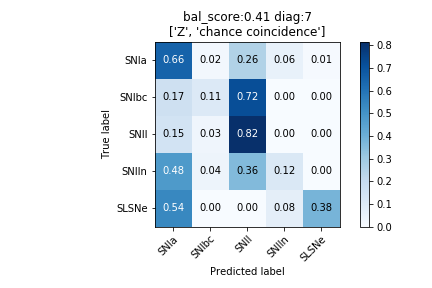 bal_score:0.41 diag:7
['Z', 'chance coincidence']
True label
SNIa 0.66 0.02 0.26 0.06 0.01
SNIbc 0.17 0.11 0.72 0.00 0.00
SNII 0.15 0.03 0.82 0.00 0.00
SNIIn 0.48 0.04 0.36 0.12 0.00
SLSNe 0.54 0.00 0.00 0.08 0.38
SNIa SNIbc SNII SNIIn SLSNe
Predicted label
0.8
0.7
0.6
0.5
0.4
0.3
0.2
0.1
0.0